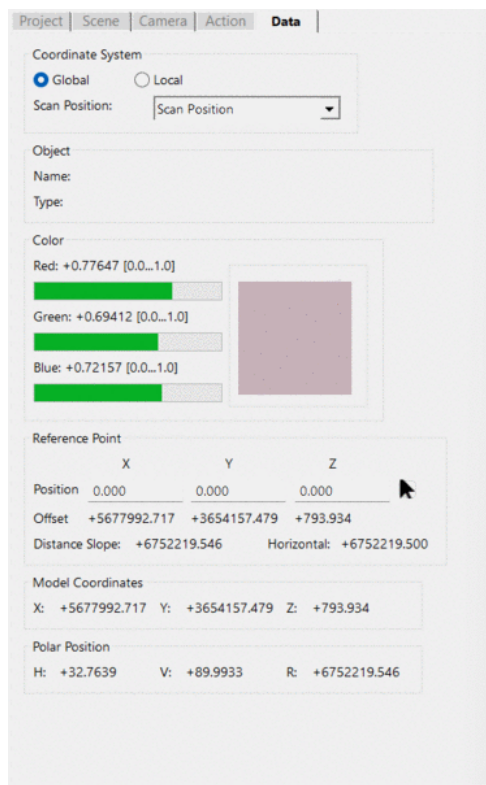 Project Scene Camera Action Data
Coordinate System
Global Local
Scan Position: Scan Position
Object
Name:
Type:
Color
Red: +0.77647 [0.0...1.0]
Green: +0.69412 [0.0...1.0]
Blue: +0.72157 [0.0...1.0]
Reference Point
X Y Z
Position 0.000 0.000 0.000
Offset +5677992.717 +3654157.479 +793.934
Distance Slope: +6752219.546 Horizontal: +6752219.500
Model Coordinates
X: +5677992.717 Y: +3654157.479 Z: +793.934
Polar Position
H: +32.7639 V: +89.9933 R: +6752219.546